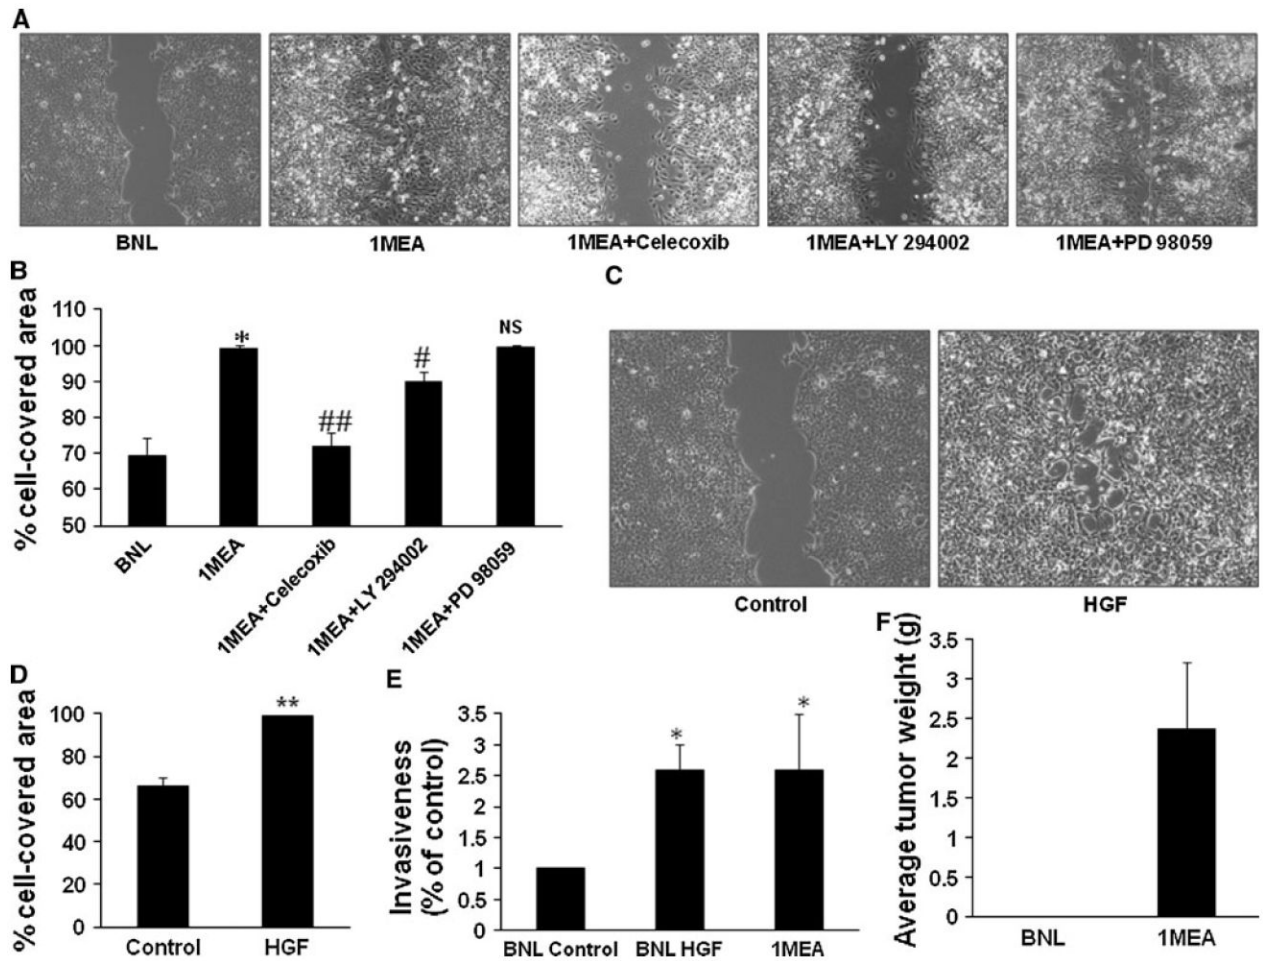 A
BNL
1MEA
1MEA+Celecoxib
1MEA+LY 294002
1MEA+PD 98059
B
% cell-covered area
110
100
90
80
70
60
50
*
##
#
NS
BNL
1MEA
1MEA+Celecoxib
1MEA+LY 294002
1MEA+PD 98059
C
Control
HGF
D
% cell-covered area
100
80
60
40
20
0
**
Control
HGF
E
Invasiveness
(% of control)
3.5
3
2.5
2
1.5
1
0.5
0
*
*
BNL Control
BNL HGF
1MEA
F
Average tumor weight (g)
3.5
3
2.5
2
1.5
1
0.5
0
BNL
1MEA